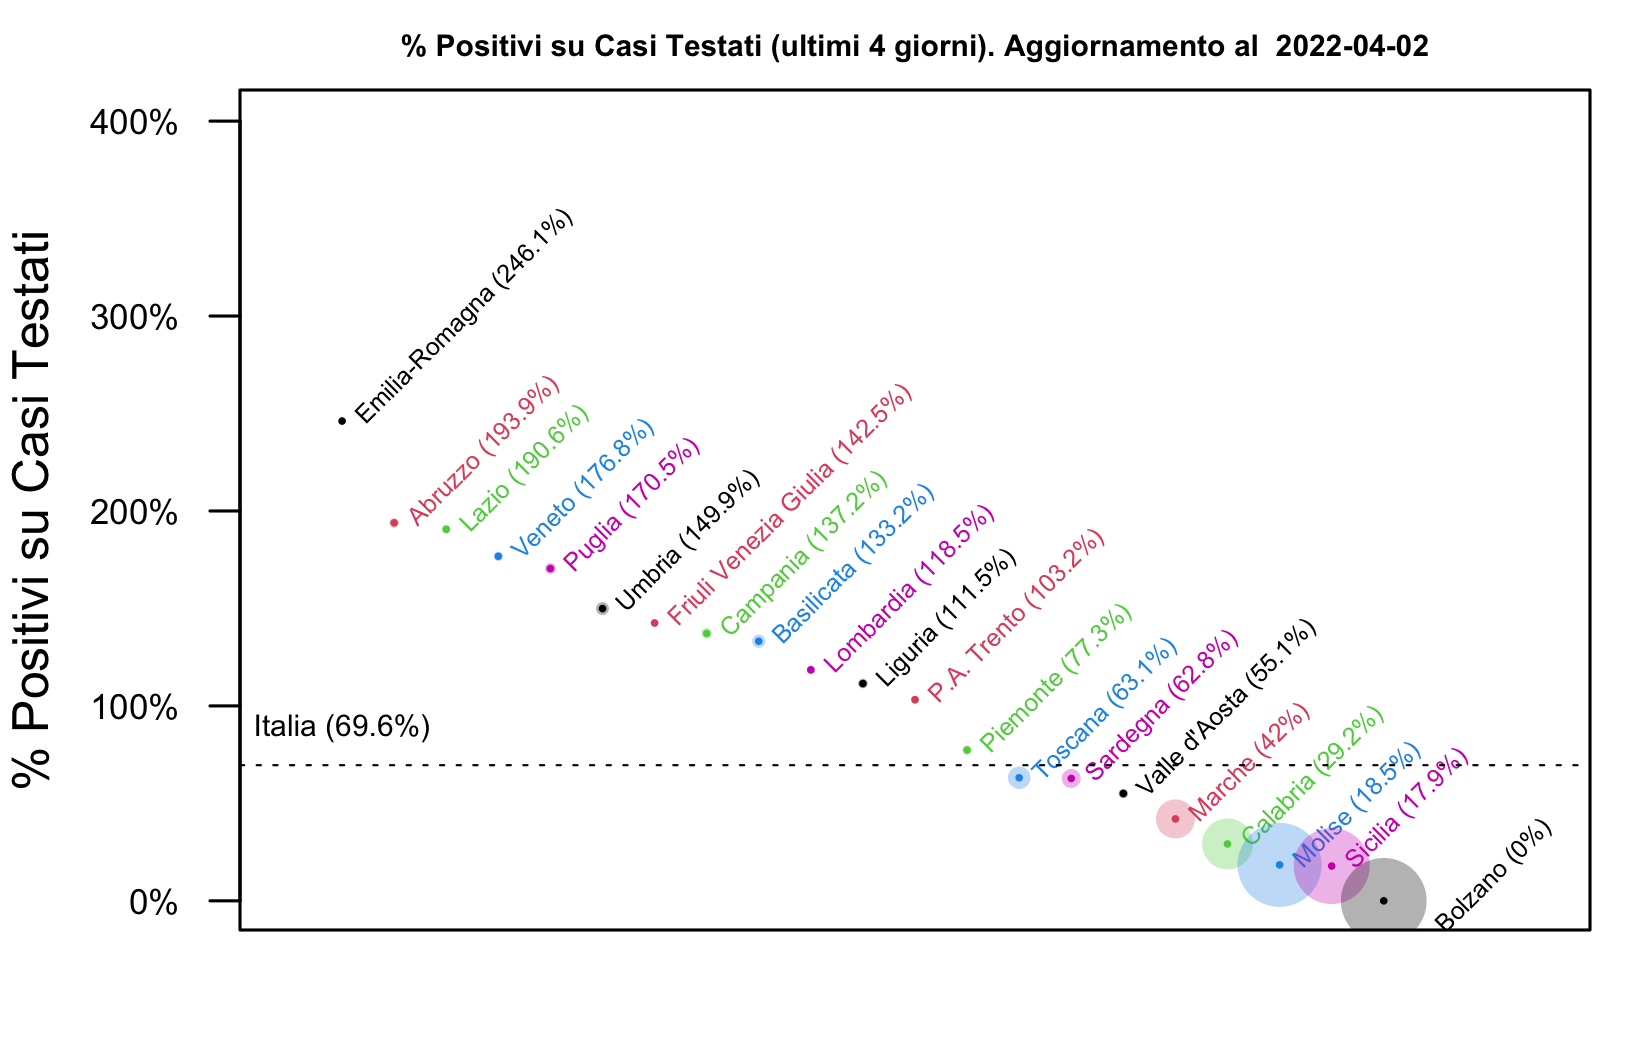 % Positivi su Casi Testati (ultimi 4 giorni). Aggiornamento al  2022-04-02
% Positivi su Casi Testati
400%
300%
200%
100%
0%
Italia (69.6%)
Emilia-Romagna (246.1%)
Abruzzo (193.9%)
Lazio (190.6%)
Veneto (176.8%)
Puglia (170.5%)
Umbria (149.9%)
Friuli Venezia Giulia (142.5%)
Campania (137.2%)
Basilicata (133.2%)
Lombardia (118.5%)
Liguria (111.5%)
P.A. Trento (103.2%)
Piemonte (77.3%)
Toscana (63.1%)
Sardegna (62.8%)
Valle d'Aosta (55.1%)
Marche (42%)
Calabria (29.2%)
Molise (18.5%)
Sicilia (17.9%)
Bolzano (0%)